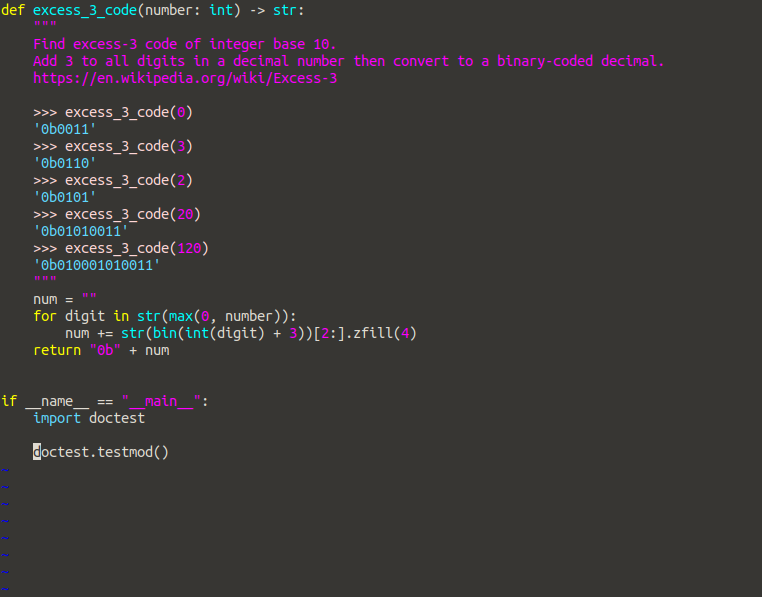 def excess_3_code(number: int) -> str:
    """
    Find excess-3 code of integer base 10.
    Add 3 to all digits in a decimal number then convert to a binary-coded decimal.
    https://en.wikipedia.org/wiki/Excess-3

    >>> excess_3_code(0)
    '0b0011'
    >>> excess_3_code(3)
    '0b0110'
    >>> excess_3_code(2)
    '0b0101'
    >>> excess_3_code(20)
    '0b01010011'
    >>> excess_3_code(120)
    '0b010001010011'
    """
    num = ""
    for digit in str(max(0, number)):
        num += str(bin(int(digit) + 3))[2:].zfill(4)
    return "0b" + num


if __name__ == "__main__":
    import doctest

    doctest.testmod()
~
~
~
~
~
~
~
~